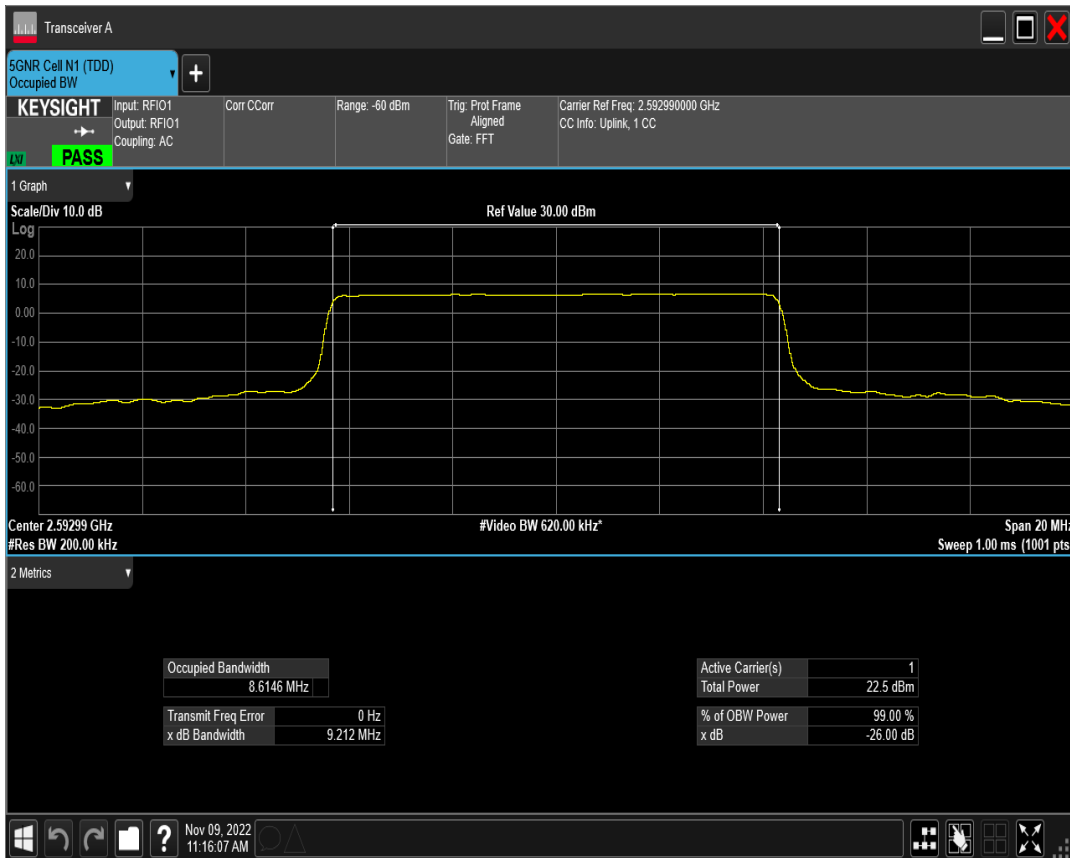 Transceiver A
5GNR Cell N1 (TDD)
Occupied BW
+
KEYSIGHT
LXI
PASS
Input: RFIO1
Output: RFIO1
Coupling: AC
Corr CCorr
Range: -60 dBm
Trig: Prot Frame
Aligned
Gate: FFT
Carrier Ref Freq: 2.592990000 GHz
CC Info: Uplink, 1 CC
1 Graph
Scale/Div 10.0 dB
Ref Value 30.00 dBm
Log
20.0
10.0
0.00
-10.0
-20.0
-30.0
-40.0
-50.0
-60.0
Center 2.59299 GHz
#Video BW 620.00 kHz*
Span 20 MHz
#Res BW 200.00 kHz
Sweep 1.00 ms (1001 pts
2 Metrics
Occupied Bandwidth
8.6146 MHz
Transmit Freq Error 0 Hz
x dB Bandwidth 9.212 MHz
Active Carrier(s) 1
Total Power 22.5 dBm
% of OBW Power 99.00 %
x dB -26.00 dB
?
Nov 09, 2022
11:16:07 AM